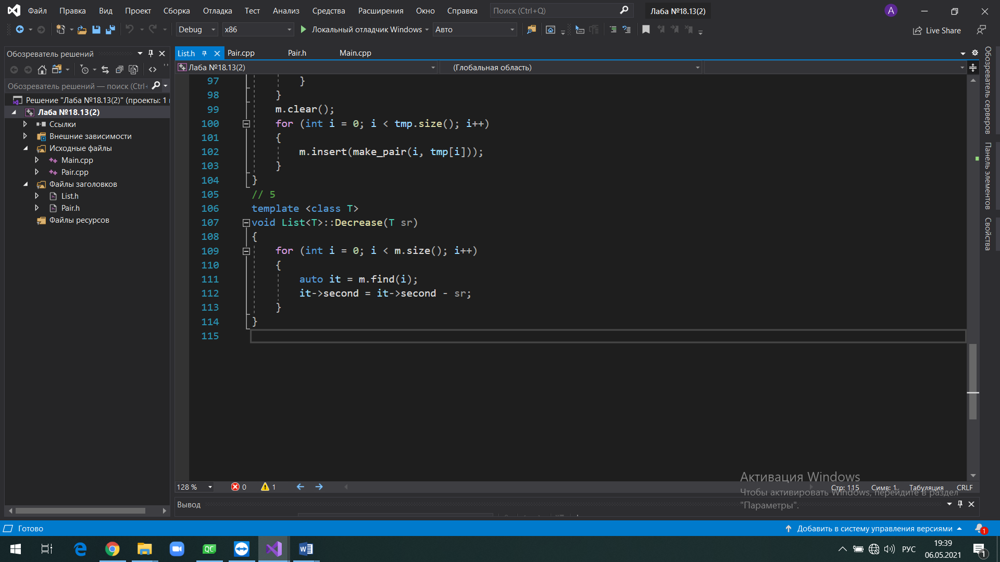 Файл Правка Вид Проект Сборка Отладка Тест Анализ Средства Расширения Окно Справка Поиск (Ctrl+Q) Лаба №18.13(2) A
Debug x86 Локальный отладчик Windows Авто Live Share
Обозреватель решений
Обозреватель решений — поиск (Ctrl+
Решение "Лаба №18.13(2)" (проекты: 1
Лаба №18.13(2)
Ссылки
Внешние зависимости
Исходные файлы
Main.cpp
Pair.cpp
Файлы заголовков
List.h
Pair.h
Файлы ресурсов
List.h Pair.cpp Pair.h Main.cpp
Лаба №18.13(2) (Глобальная область)
97 }
98 }
99 m.clear();
100 for (int i = 0; i < tmp.size(); i++)
101 {
102 m.insert(make_pair(i, tmp[i]));
103 }
104 }
105 // 5
106 template <class T>
107 void List<T>::Decrease(T sr)
108 {
109 for (int i = 0; i < m.size(); i++)
110 {
111 auto it = m.find(i);
112 it->second = it->second - sr;
113 }
114 }
115
Обозреватель серверов
Панель элементов
Свойства
128 % 0 1 Стр: 115 Симв: 1 Табуляция CRLF
Активация Windows
Чтобы активировать Windows, перейдите в раздел
"Параметры".
Вывод
Готово Добавить в систему управления версиями 1
QC W РУС 19:39
06.05.2021 1